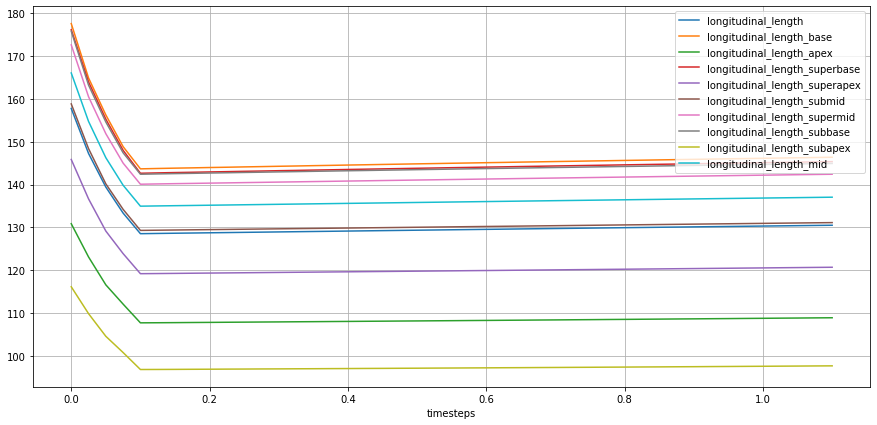 180
170
160
150
140
130
120
110
100
0.0
0.2
0.4
0.6
0.8
1.0
timesteps
longitudinal_length
longitudinal_length_base
longitudinal_length_apex
longitudinal_length_superbase
longitudinal_length_superapex
longitudinal_length_submid
longitudinal_length_supermid
longitudinal_length_subbase
longitudinal_length_subapex
longitudinal_length_mid